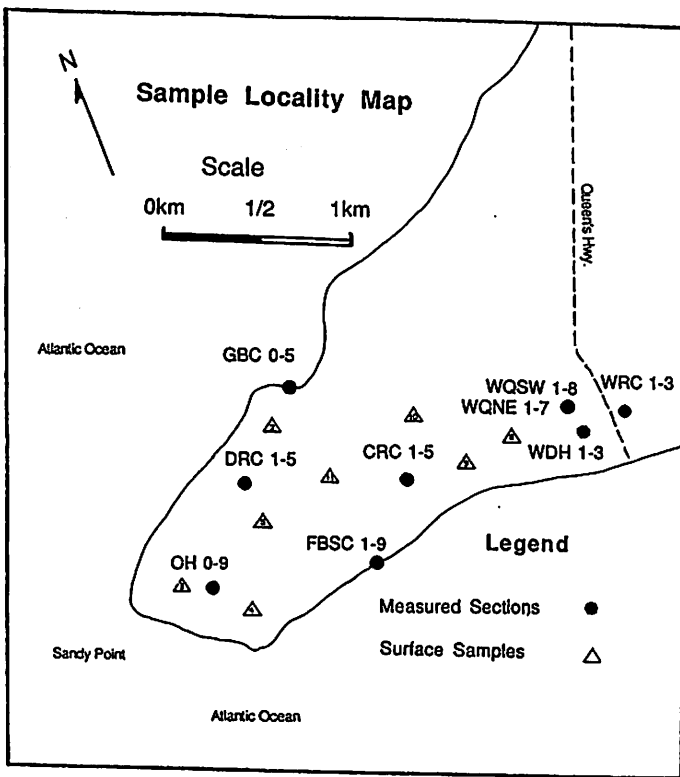 N
Sample Locality Map
Scale
0km 1/2 1km
Queen's Hwy.
Atlantic Ocean
GBC 0-5
WQSW 1-8
WRC 1-3
WQNE 1-7
WDH 1-3
DRC 1-5
CRC 1-5
11
FBSC 1-9
Legend
OH 0-9
Measured Sections
Sandy Point
Surface Samples
Atlantic Ocean